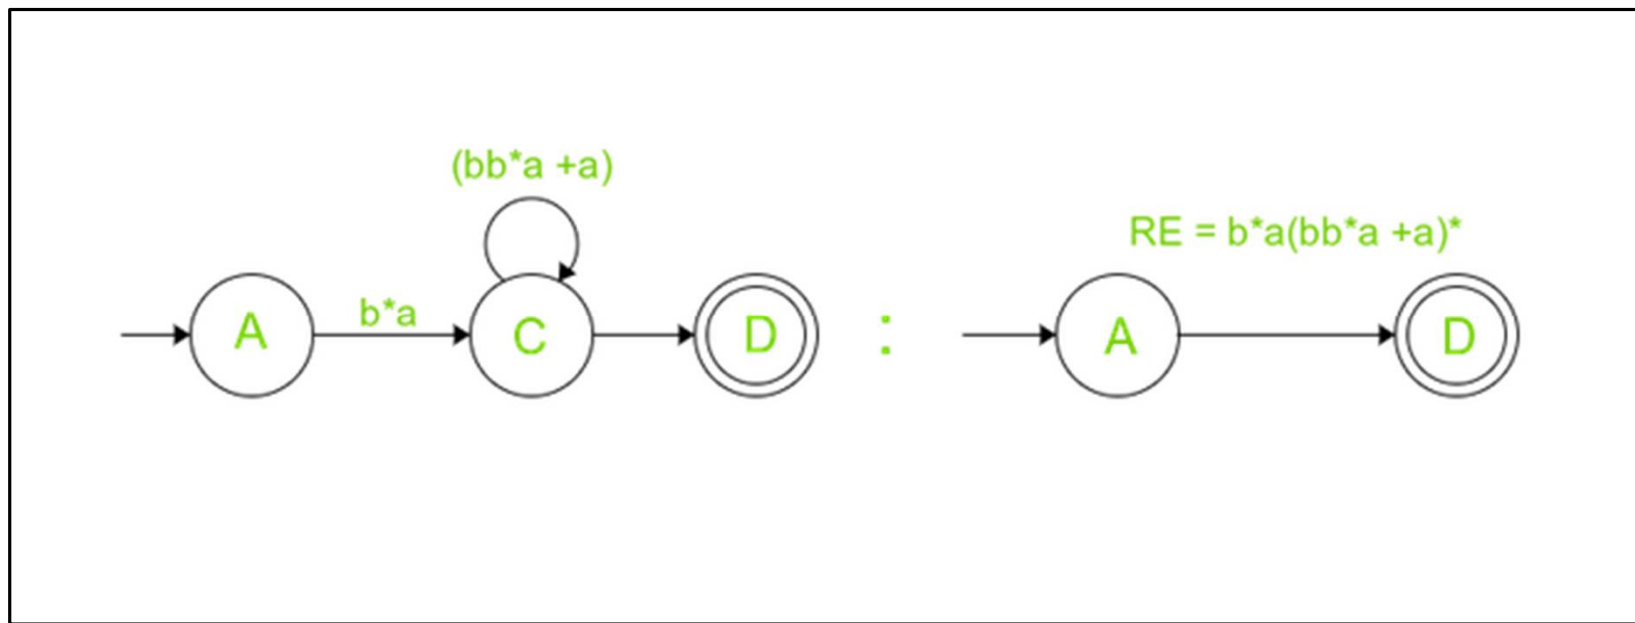 (bb*a +a)
RE = b*a(bb*a +a)*
A b*a C D : A D